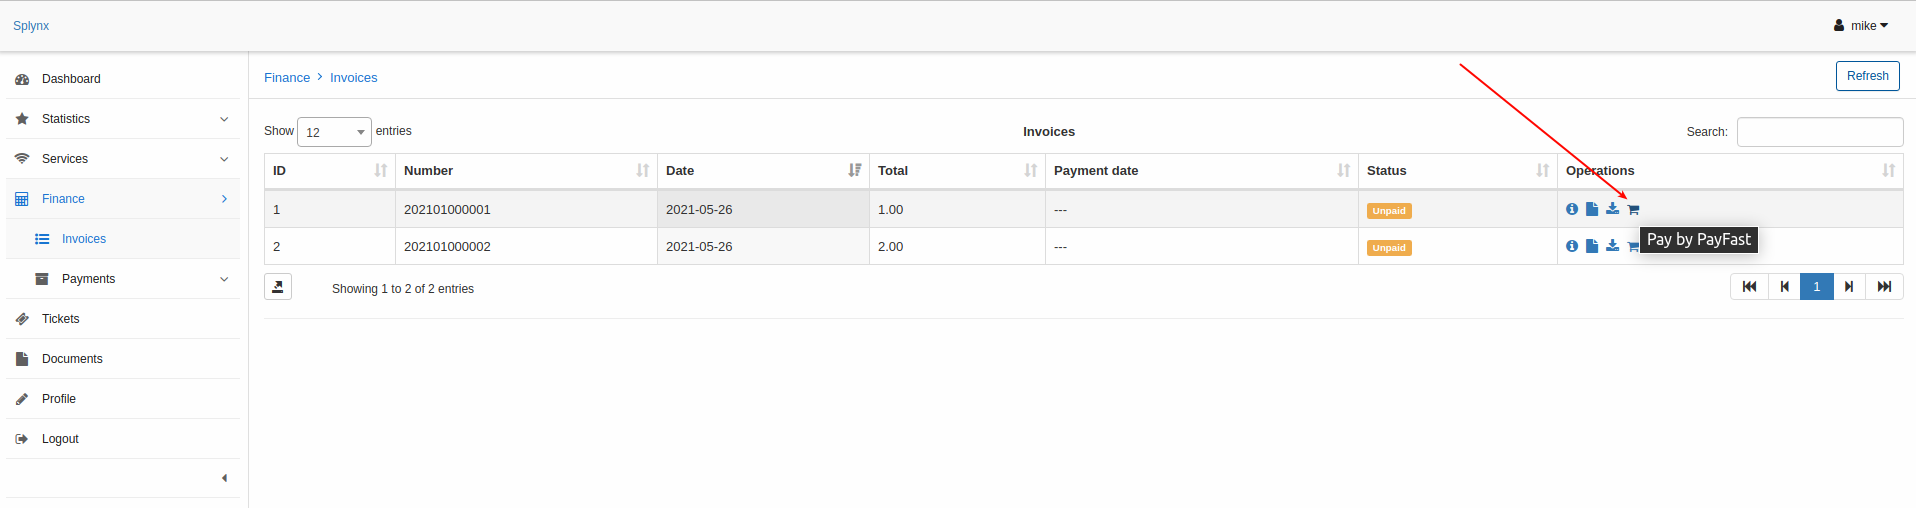 Splynx
mike
Dashboard
Statistics
Services
Finance
Invoices
Payments
Tickets
Documents
Profile
Logout
Finance > Invoices
Refresh
Show 12 entries
Invoices
Search:
ID Number Date Total Payment date Status Operations
1 202101000001 2021-05-26 1.00 --- Unpaid
2 202101000002 2021-05-26 2.00 --- Unpaid
Pay by PayFast
Showing 1 to 2 of 2 entries
1